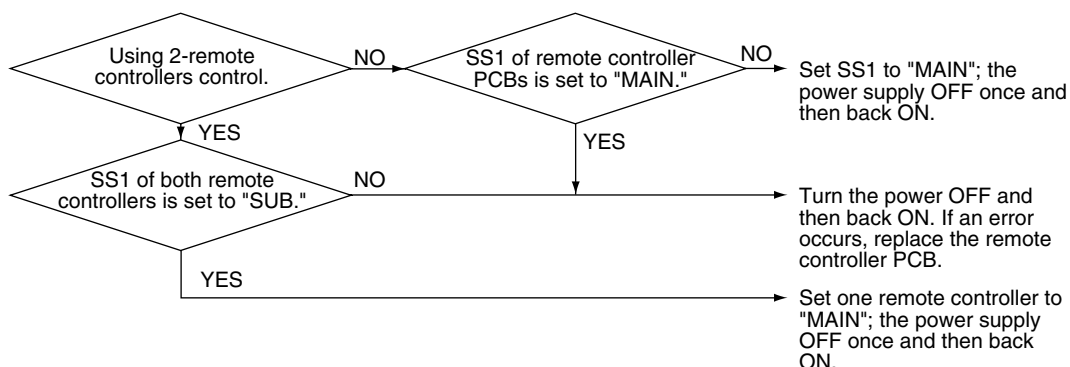 Using 2-remote
controllers control.
NO
SS1 of remote controller
PCBs is set to "MAIN."
NO
Set SS1 to "MAIN"; the
power supply OFF once and
then back ON.
YES
YES
SS1 of both remote
controllers is set to "SUB."
NO
Turn the power OFF and
then back ON. If an error
occurs, replace the remote
controller PCB.
YES
Set one remote controller to
"MAIN"; the power supply
OFF once and then back
ON.